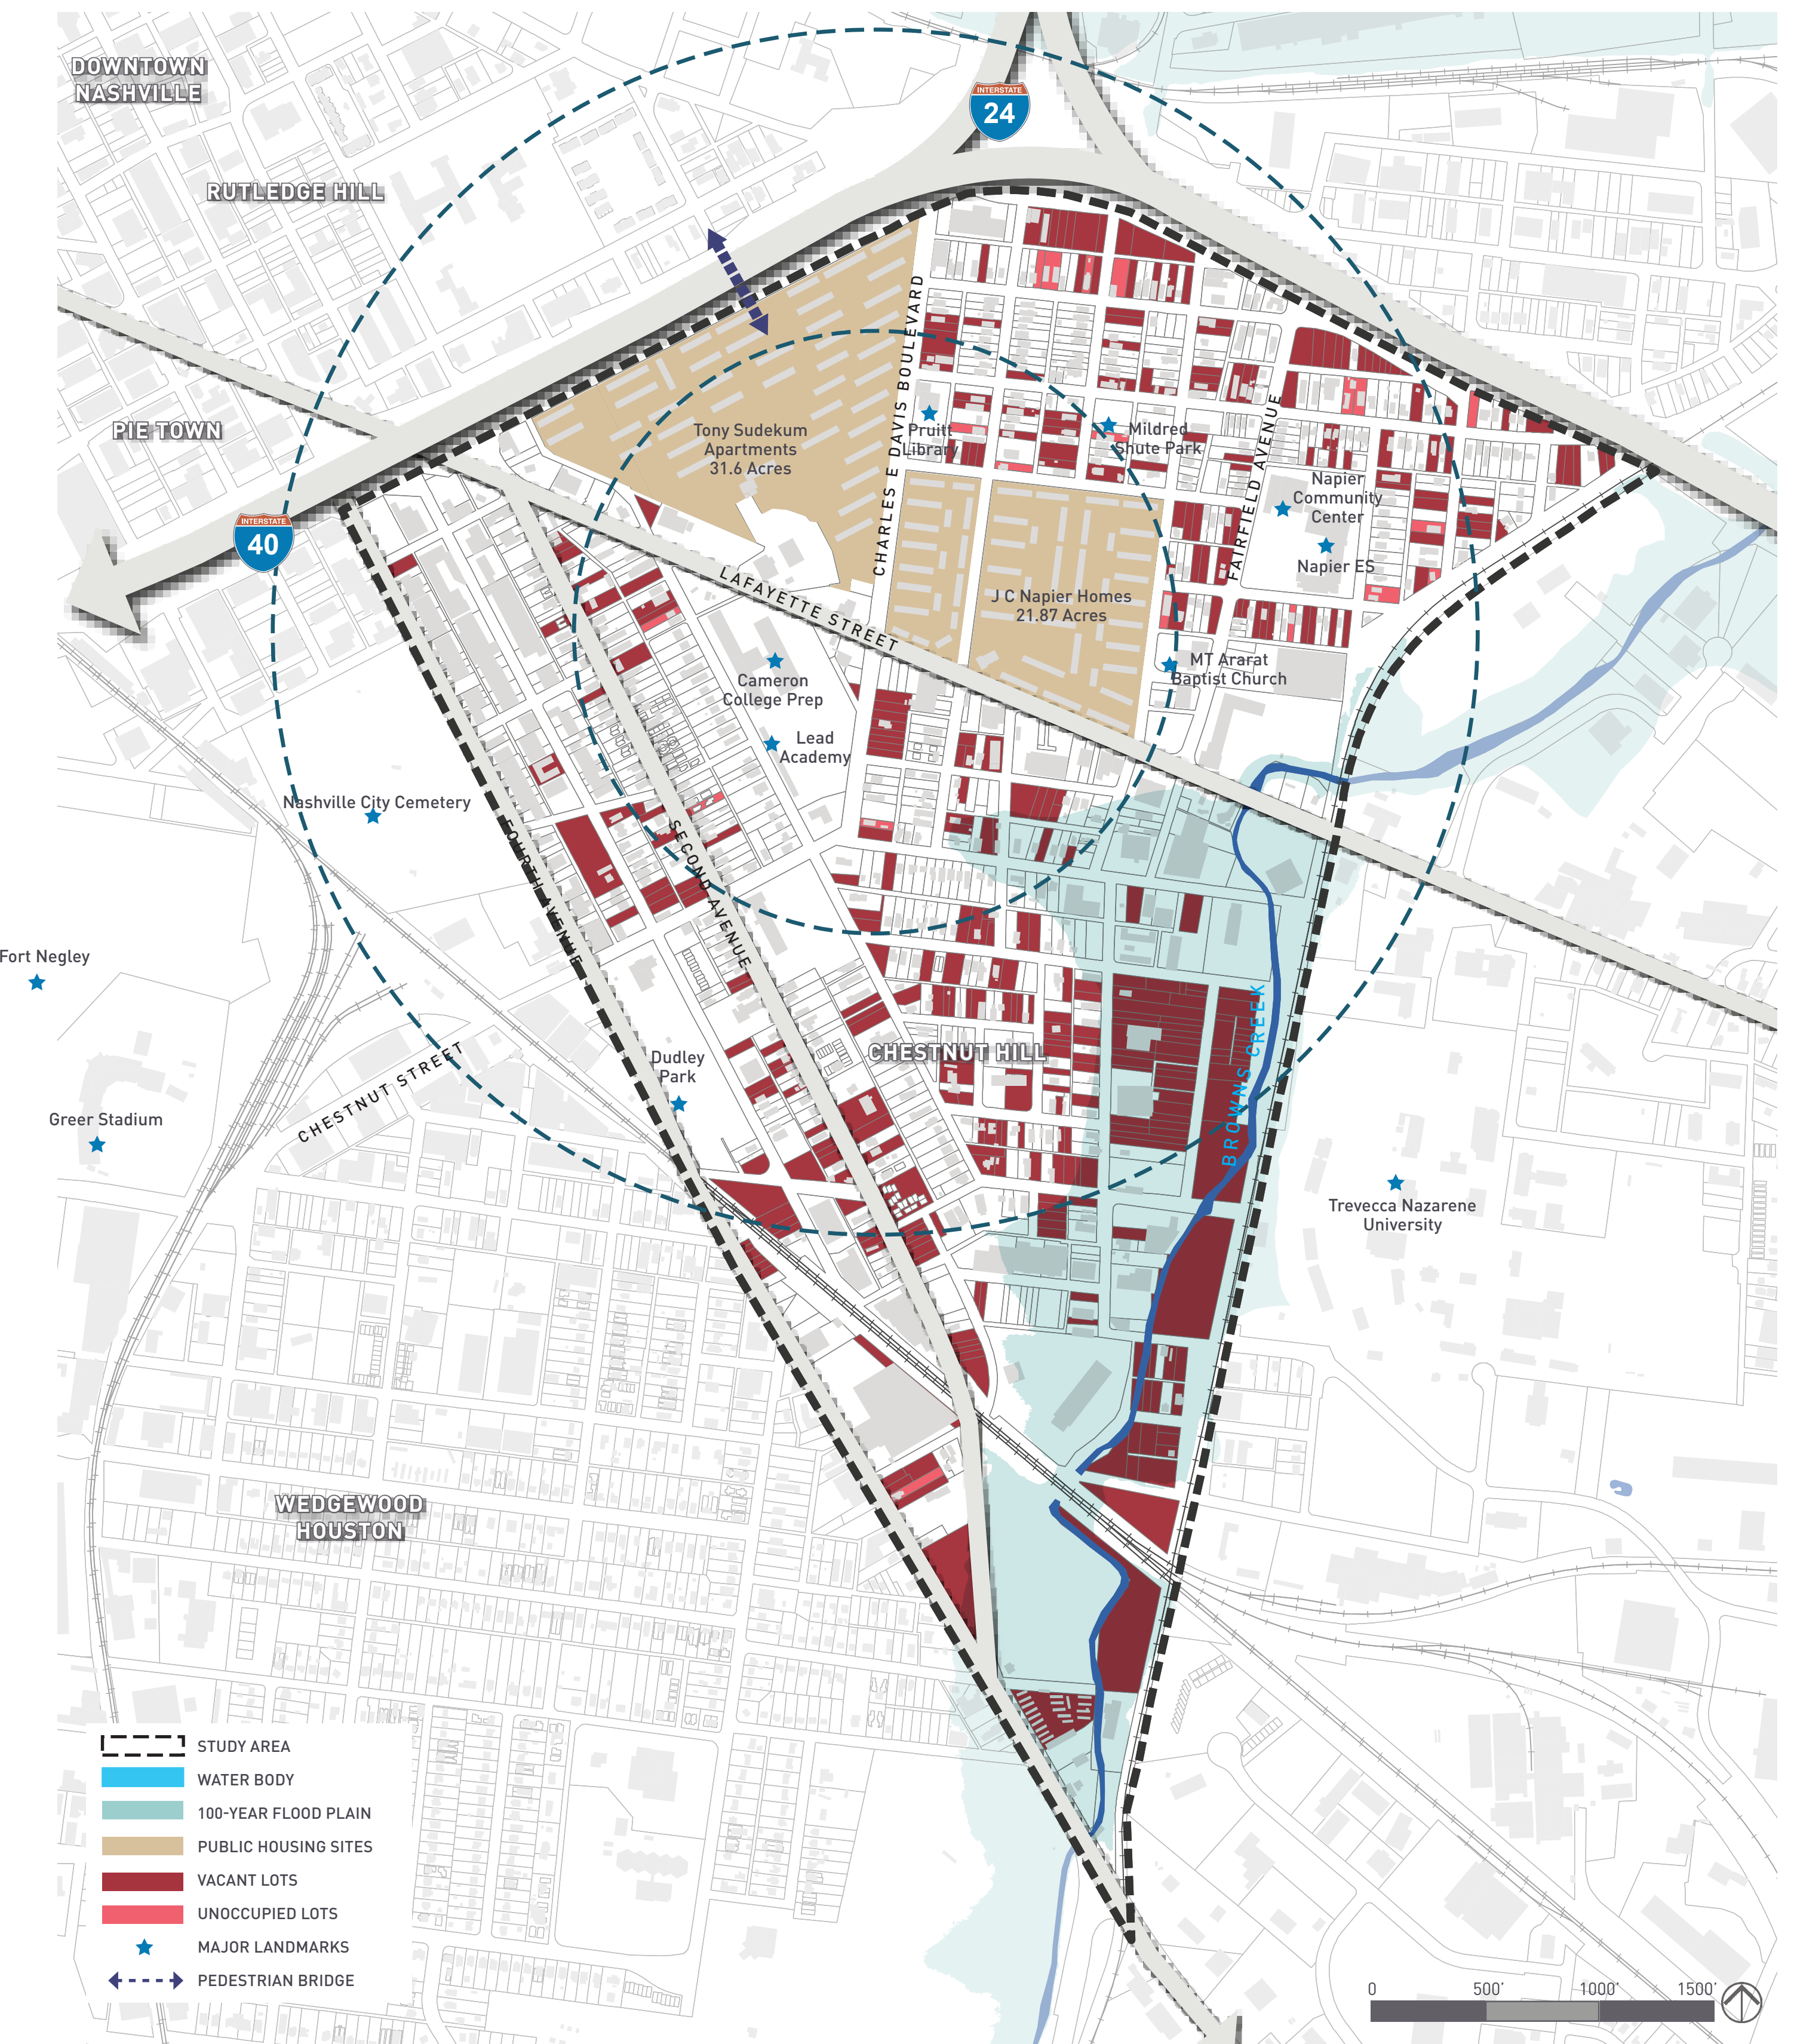 DOWNTOWN
NASHVILLE
INTERSTATE
24
RUTLEDGE HILL
PIE TOWN
CHARLES E DAVIS BOULEVARD
Tony Sudekum
Apartments
31.6 Acres
Pruitt
Library
Mildred
Shute Park
FAIRFIELD AVENUE
Napier
Community
Center
Napier ES
INTERSTATE
40
LAFAYETTE STREET
J C Napier Homes
21.87 Acres
MT Ararat
Baptist Church
Cameron
College Prep
Lead
Academy
Nashville City Cemetery
FOURTH AVENUE
SECOND AVENUE
Fort Negley
CHESTNUT STREET
Dudley
Park
CHESTNUT HILL
BROWNS CREEK
Greer Stadium
Trevecca Nazarene
University
WEDGEWOOD
HOUSTON
STUDY AREA
WATER BODY
100-YEAR FLOOD PLAIN
PUBLIC HOUSING SITES
VACANT LOTS
UNOCCUPIED LOTS
MAJOR LANDMARKS
PEDESTRIAN BRIDGE
0 500' 1000' 1500'